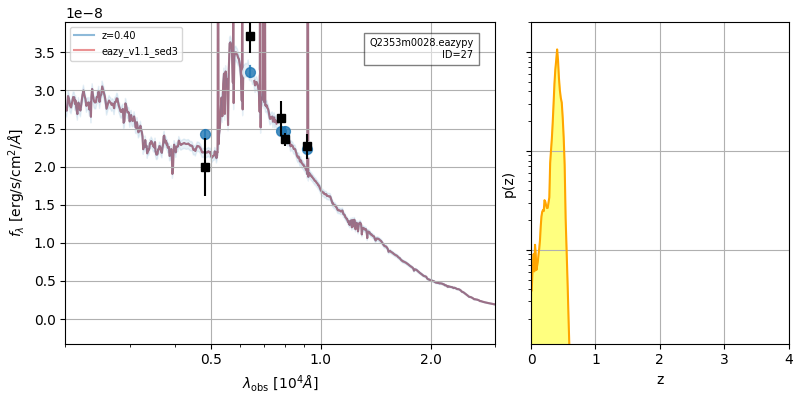 1e−8
z=0.40
eazy_v1.1_sed3
Q2353m0028.eazypy
ID=27
3.5
3.0
2.5
2.0
1.5
1.0
0.5
0.0
f_λ [erg/s/cm²/Å]
0.5
1.0
2.0
λ_obs [10⁴Å]
p(z)
0
1
2
3
4
z